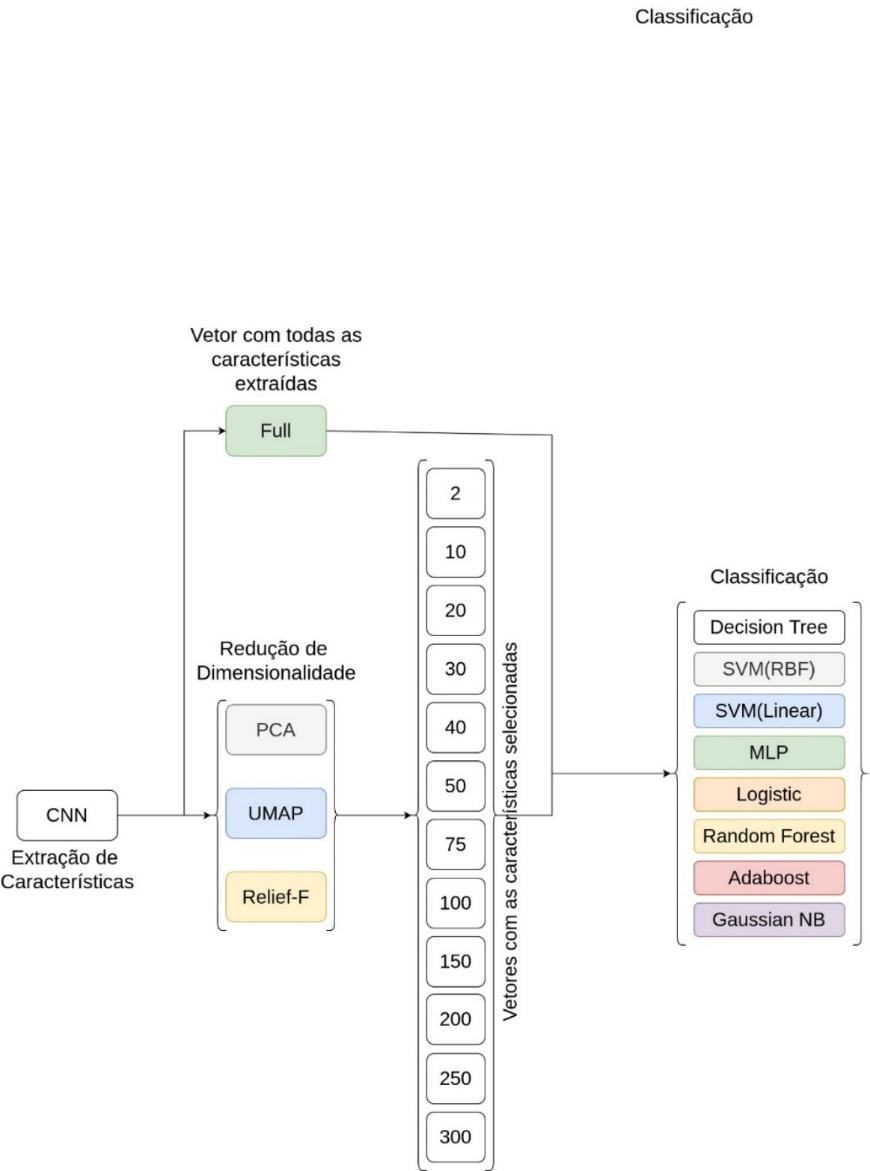 Classificação
Vetor com todas as
características
extraídas
Full
2
10
20
30
40
50
75
100
150
200
250
300
Vetores com as características selecionadas
Redução de
Dimensionalidade
PCA
UMAP
Relief-F
CNN
Extração de
Características
Classificação
Decision Tree
SVM(RBF)
SVM(Linear)
MLP
Logistic
Random Forest
Adaboost
Gaussian NB